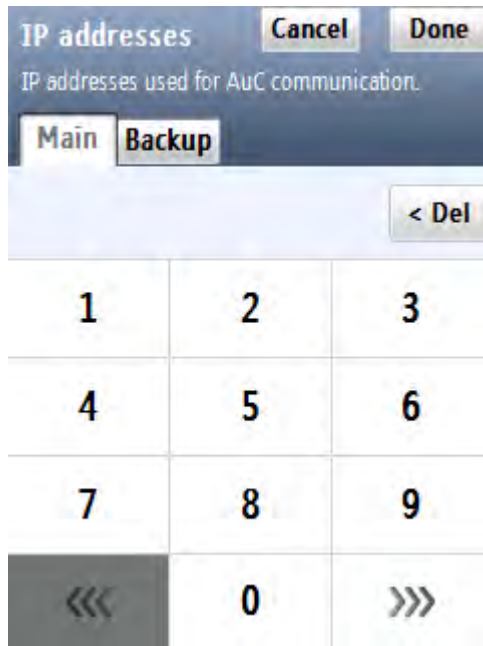 IP addresses Cancel Done
IP addresses used for AuC communication.
Main Backup
< Del
1 2 3
4 5 6
7 8 9
<<< 0 >>>